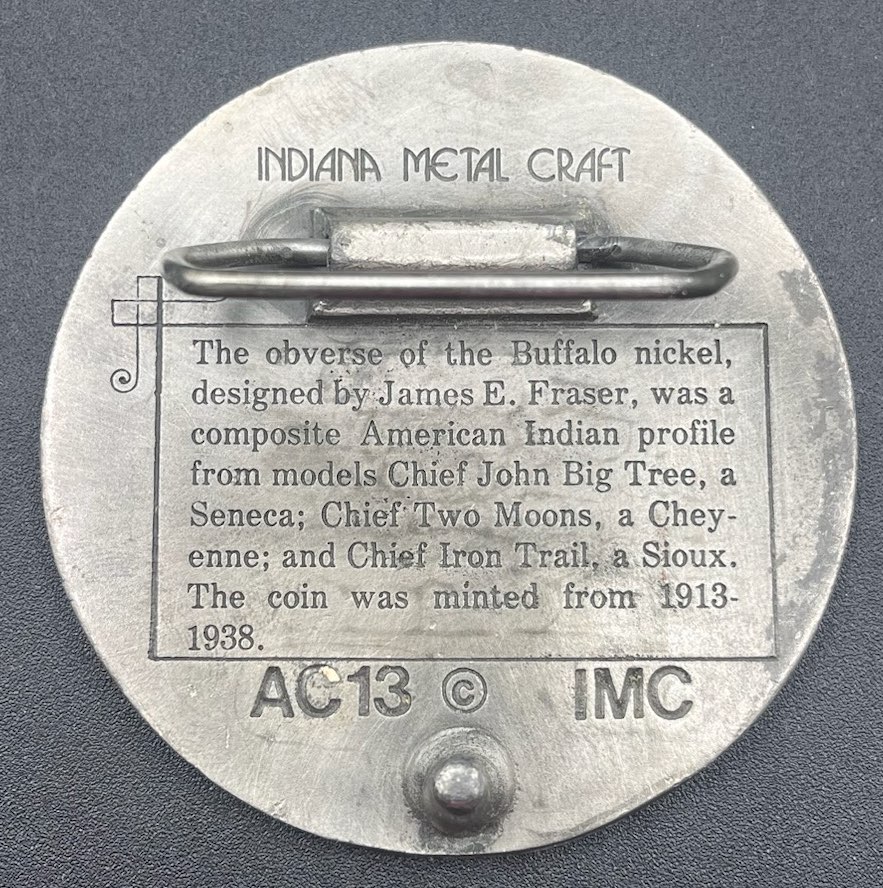 INDIANA METAL CRAFT
The obverse of the Buffalo nickel,
designed by James E. Fraser, was a
composite American Indian profile
from models Chief John Big Tree, a
Seneca; Chief Two Moons, a Chey-
enne; and Chief Iron Trail, a Sioux.
The coin was minted from 1913-
1938.
AC13 © IMC